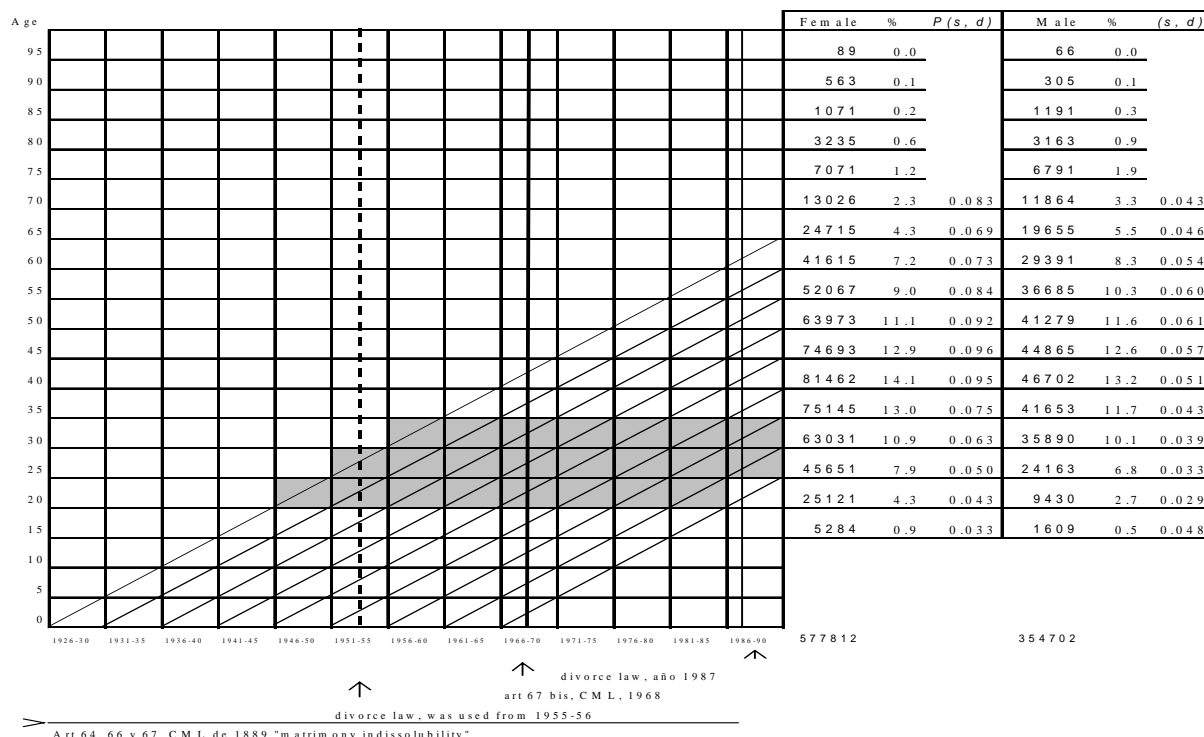 Age Female % P(s, d) Male % (s, d)
95 89 0.0 66 0.0
90 563 0.1 305 0.1
85 1071 0.2 1191 0.3
80 3235 0.6 3163 0.9
75 7071 1.2 6791 1.9
70 13026 2.3 0.083 11864 3.3 0.043
65 24715 4.3 0.069 19655 5.5 0.046
60 41615 7.2 0.073 29391 8.3 0.054
55 52067 9.0 0.084 36685 10.3 0.060
50 63973 11.1 0.092 41279 11.6 0.061
45 74693 12.9 0.096 44865 12.6 0.057
40 81462 14.1 0.095 46702 13.2 0.051
35 75145 13.0 0.075 41653 11.7 0.043
30 63031 10.9 0.063 35890 10.1 0.039
25 45651 7.9 0.050 24163 6.8 0.033
20 25121 4.3 0.043 9430 2.7 0.029
15 5284 0.9 0.033 1609 0.5 0.048
10
5
0
1926-30 1931-35 1936-40 1941-45 1946-50 1951-55 1956-60 1961-65 1966-70 1971-75 1976-80 1981-85 1986-90 577812 354702
divorce law, año 1987
art 67 bis, CML, 1968
divorce law, was used from 1955-56
Art 64, 66 y 67, CML de 1889 "matrimony indissolubility"